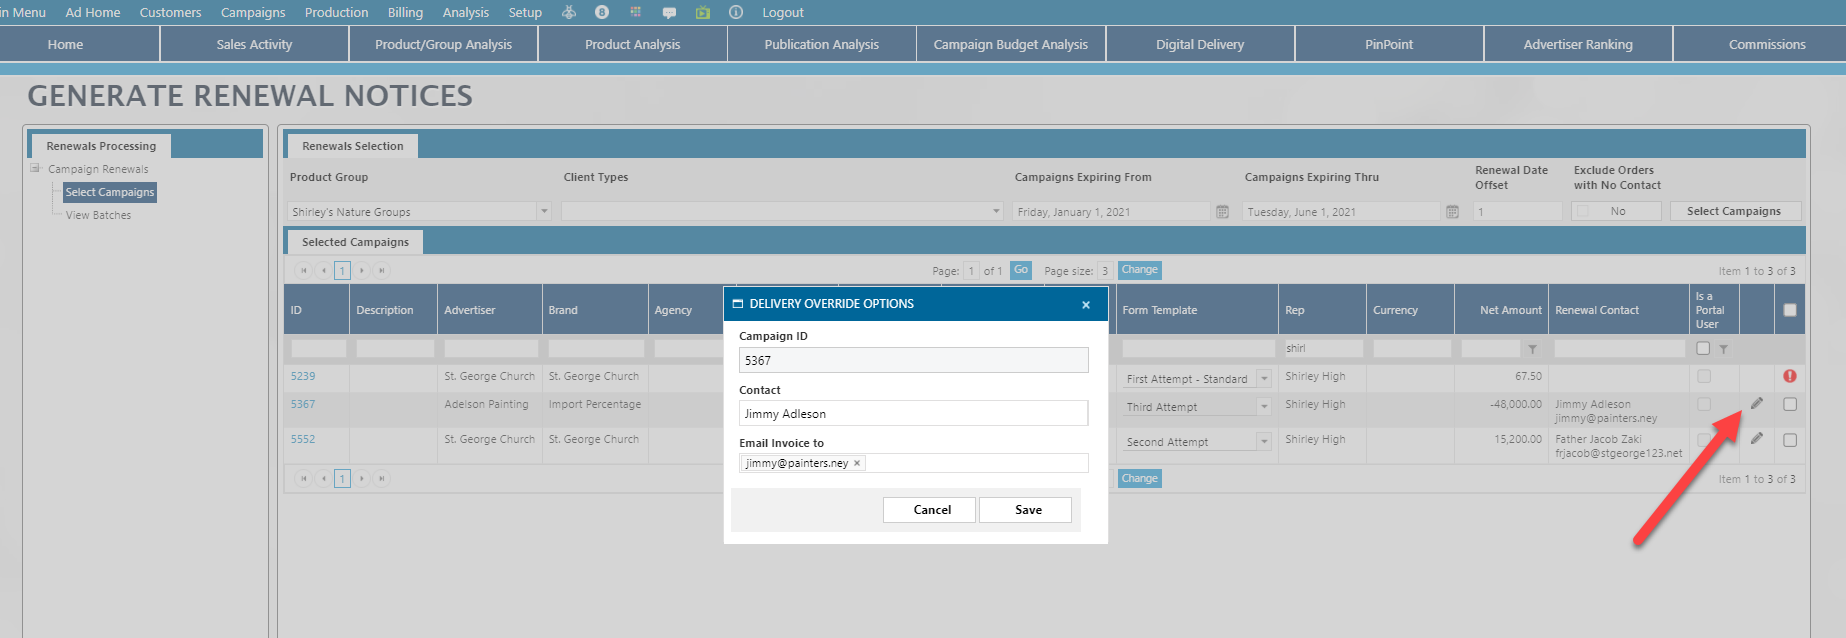 in Menu Ad Home Customers Campaigns Production Billing Analysis Setup 8 Logout
Home Sales Activity Product/Group Analysis Product Analysis Publication Analysis Campaign Budget Analysis Digital Delivery PinPoint Advertiser Ranking Commissions
GENERATE RENEWAL NOTICES
Renewals Processing
Campaign Renewals
Select Campaigns
View Batches
Renewals Selection
Product Group Client Types Campaigns Expiring From Campaigns Expiring Thru Renewal Date Offset Exclude Orders with No Contact
Shirley's Nature Groups Friday, January 1, 2021 Tuesday, June 1, 2021 1 No Select Campaigns
Selected Campaigns
1 Page: 1 of 1 Go Page size: 3 Change Item 1 to 3 of 3
ID Description Advertiser Brand Agency Form Template Rep Currency Net Amount Renewal Contact Is a Portal User
shirl
5239 St. George Church St. George Church First Attempt - Standard Shirley High 67.50
5367 Adelson Painting Import Percentage Third Attempt Shirley High -48,000.00 Jimmy Adleson
jimmy@painters.ney
5552 St. George Church St. George Church Second Attempt Shirley High 15,200.00 Father Jacob Zaki
frjacob@stgeorge123.net
1 Change Item 1 to 3 of 3
DELIVERY OVERRIDE OPTIONS ×
Campaign ID
5367
Contact
Jimmy Adleson
Email Invoice to
jimmy@painters.ney ×
Cancel Save